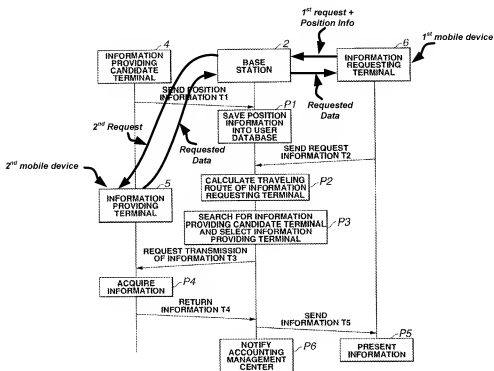 1st request +
Position Info
4
2
6
1st mobile device
INFORMATION
PROVIDING
CANDIDATE
TERMINAL
BASE
STATION
INFORMATION
REQUESTING
TERMINAL
SEND POSITION
INFORMATION T1
P1
Requested
Data
SAVE POSITION
INFORMATION
INTO USER
DATABASE
2nd Request
Requested
Data
SEND REQUEST
INFORMATION T2
2nd mobile device
5
P2
CALCULATE TRAVELING
ROUTE OF INFORMATION
REQUESTING TERMINAL
INFORMATION
PROVIDING
TERMINAL
P3
SEARCH FOR INFORMATION
PROVIDING CANDIDATE TERMINAL
AND SELECT INFORMATION
PROVIDING TERMINAL
REQUEST TRANSMISSION
OF INFORMATION T3
P4
ACQUIRE
INFORMATION
RETURN
INFORMATION T4
SEND
INFORMATION T5
P5
P6
NOTIFY
ACCOUNTING
MANAGEMENT
CENTER
PRESENT
INFORMATION